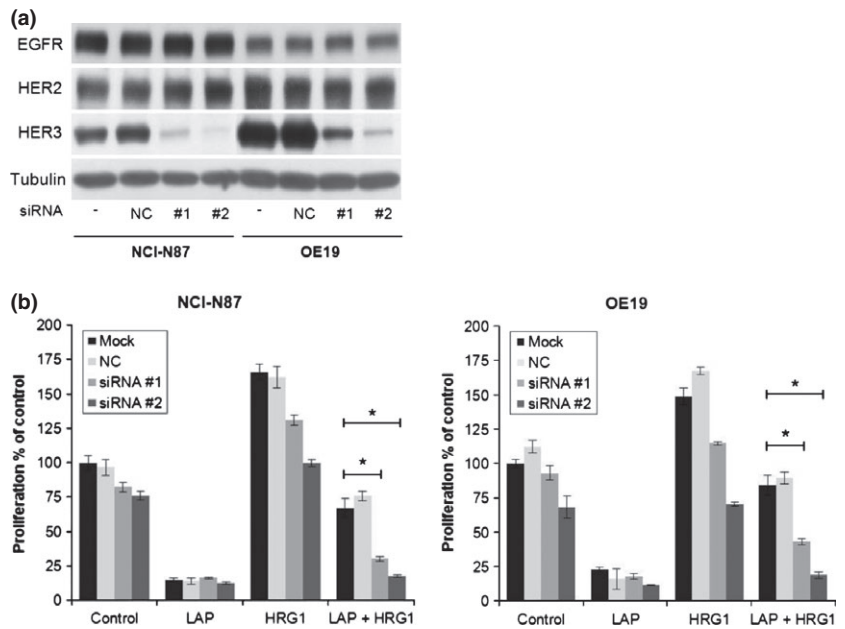 (a)
EGFR
HER2
HER3
Tubulin
siRNA - NC #1 #2 - NC #1 #2
NCI-N87 OE19
(b)
NCI-N87
Proliferation % of control
200
175
150
125
100
75
50
25
0
Mock
NC
siRNA #1
siRNA #2
*
*
Control LAP HRG1 LAP + HRG1
OE19
Proliferation % of control
200
175
150
125
100
75
50
25
0
Mock
NC
siRNA #1
siRNA #2
*
*
Control LAP HRG1 LAP + HRG1